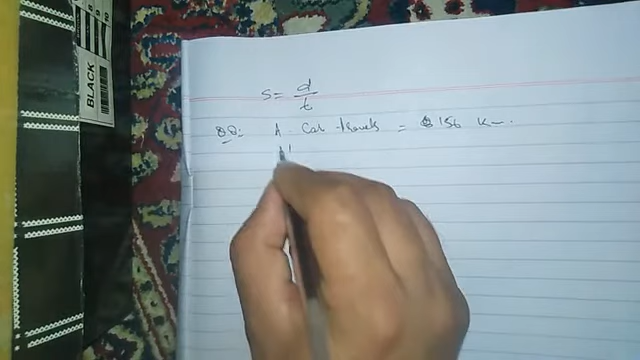 BLACK
s = d/t
Q2: A Car travels = 156 Km.